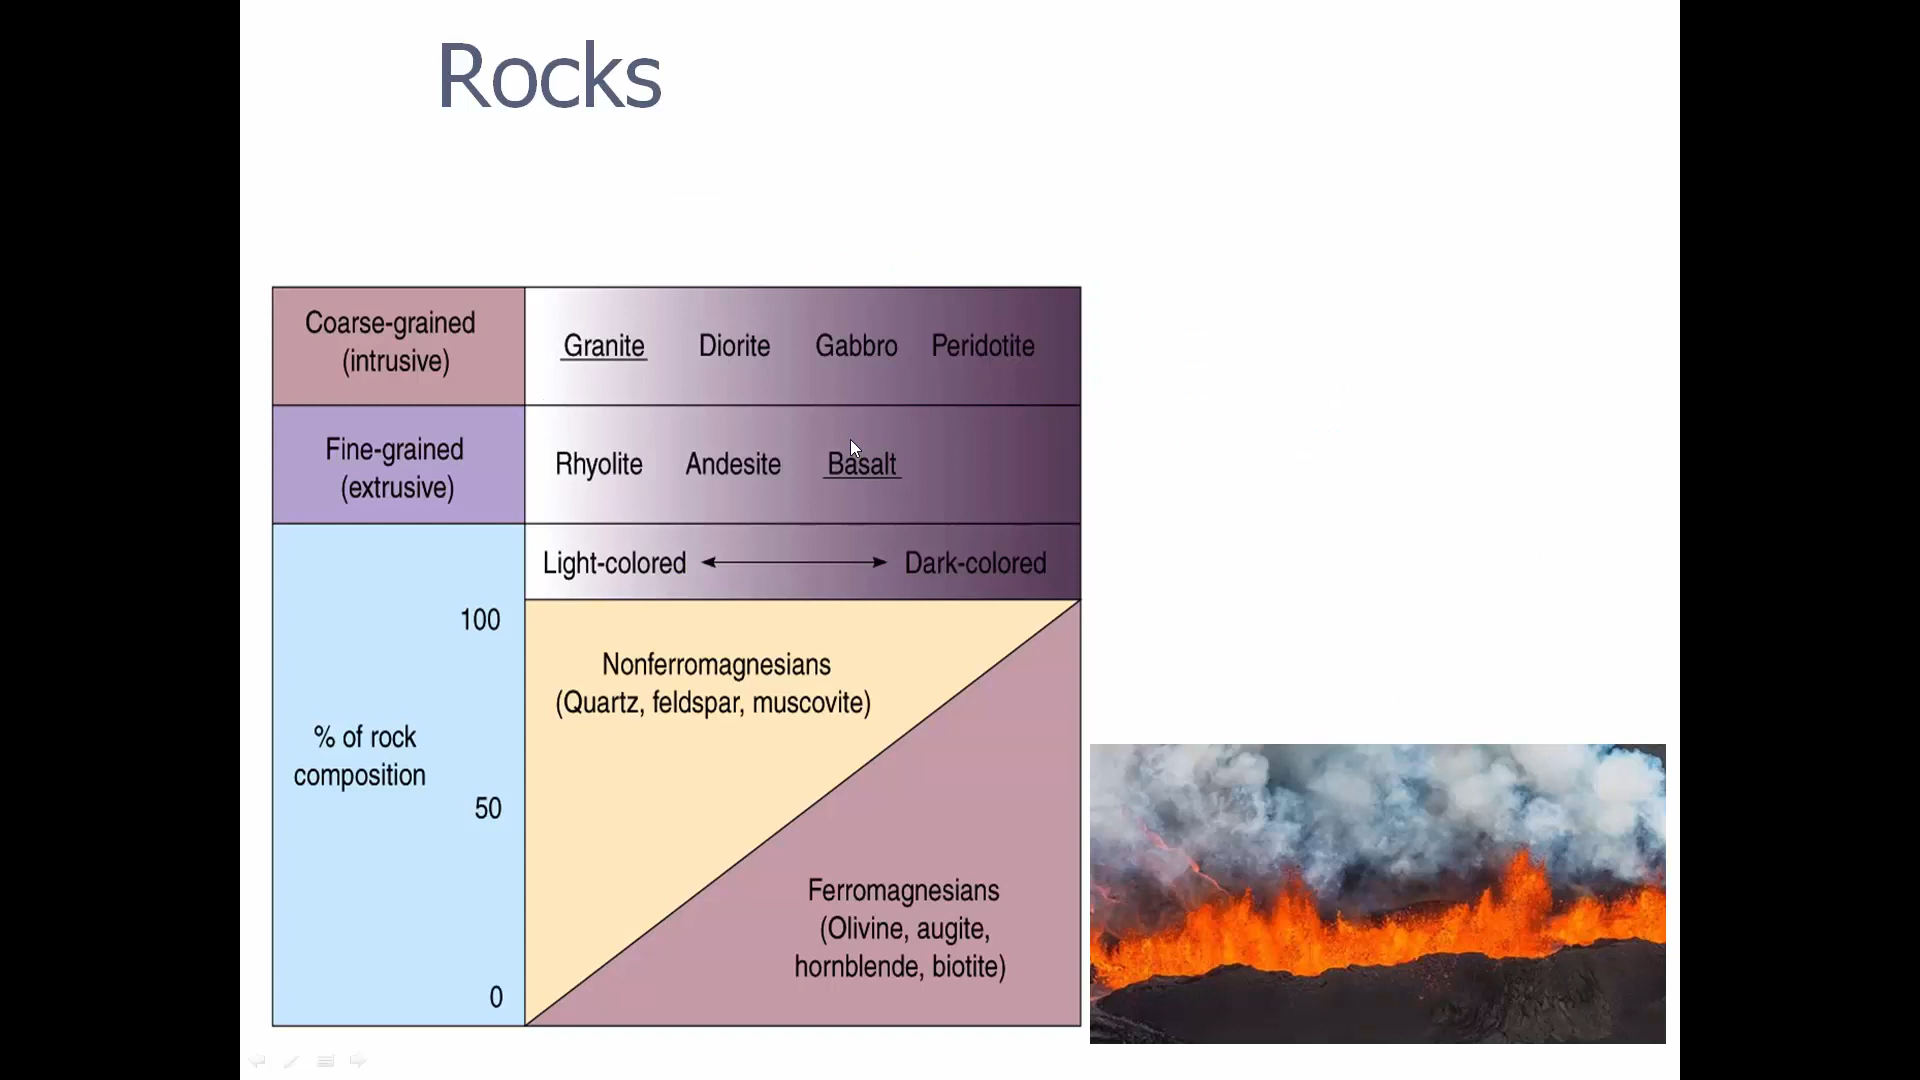 Rocks
Coarse-grained
(intrusive)
Granite Diorite Gabbro Peridotite
Fine-grained
(extrusive)
Rhyolite Andesite Basalt
Light-colored Dark-colored
100
Nonferromagnesians
(Quartz, feldspar, muscovite)
% of rock
composition
50
Ferromagnesians
(Olivine, augite,
hornblende, biotite)
0